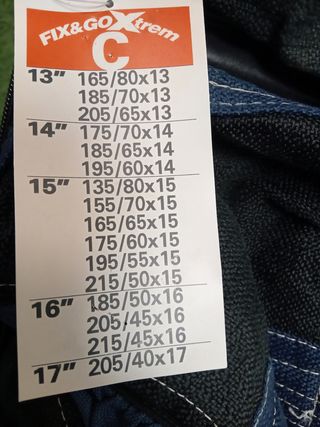 FIX&GO Xtrem
C
13" 165/80x13
185/70x13
205/65x13
14" 175/70x14
185/65x14
195/60x14
15" 135/80x15
155/70x15
165/65x15
175/60x15
195/55x15
215/50x15
16" 185/50x16
205/45x16
215/45x16
17" 205/40x17